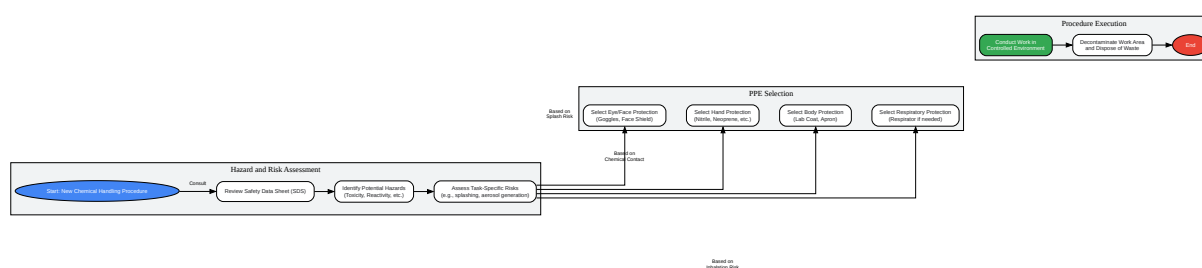 Procedure Execution
Conduct Work in
Controlled Environment
Decontaminate Work Area
and Dispose of Waste
End
PPE Selection
Based on
Splash Risk
Select Eye/Face Protection
(Goggles, Face Shield)
Select Hand Protection
(Nitrile, Neoprene, etc.)
Select Body Protection
(Lab Coat, Apron)
Select Respiratory Protection
(Respirator if needed)
Based on
Chemical Contact
Hazard and Risk Assessment
Start: New Chemical Handling Procedure
Consult
Review Safety Data Sheet (SDS)
Identify Potential Hazards
(Toxicity, Reactivity, etc.)
Assess Task-Specific Risks
(e.g., splashing, aerosol generation)
Based on
Inhalation Risk